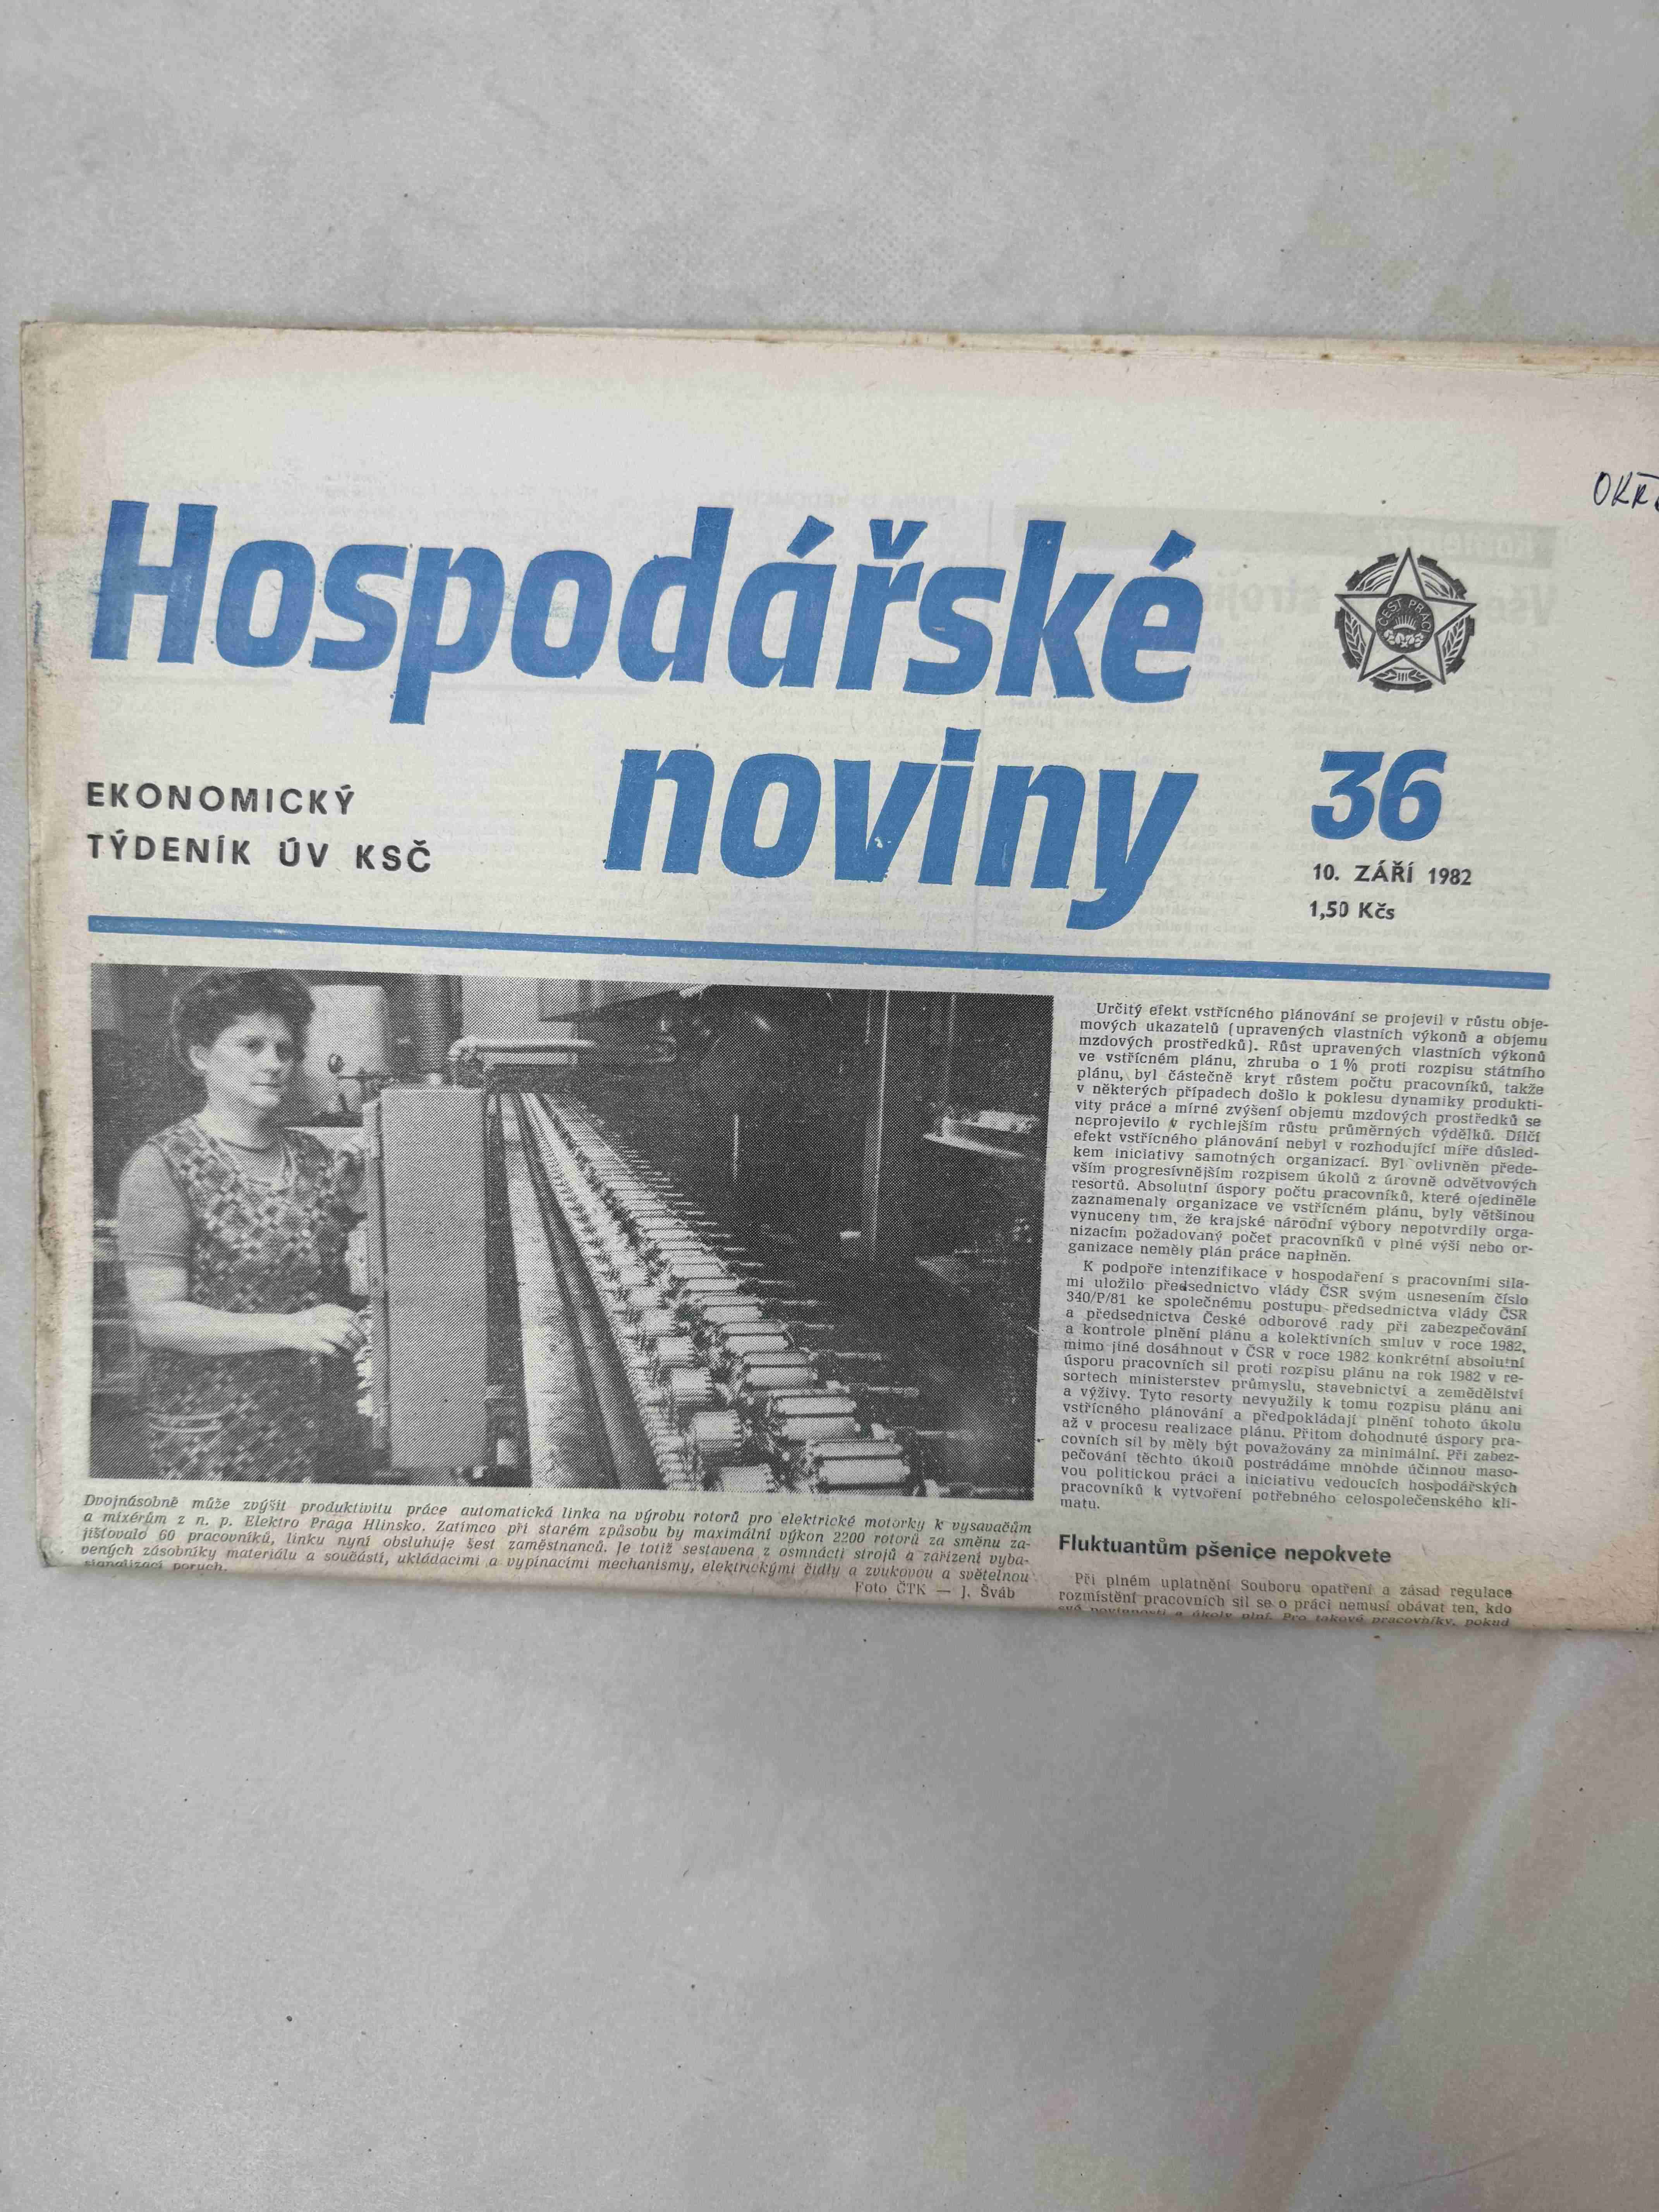 Hospodářské
noviny
EKONOMICKÝ
TÝDENÍK ÚV KSČ
ČEST PRÁCI
36
10. ZÁŘÍ 1982
1,50 Kčs
Dvojnásobně může zvýšit produktivitu práce automatická linka na výrobu rotorů pro elektrické motorky k vysavačům
a mixérům z n. p. Elektro Praga Hlinsko. Zatímco při starém způsobu by maximální výkon 2200 rotorů za směnu za-
jišťovalo 60 pracovníků, linku nyní obsluhuje šest zaměstnanců. Je totiž sestavena z osmnácti strojů a zařízení vyba-
vených zásobníky materiálu a součástí, ukládacími a vypínacími mechanismy, elektrickými čidly a zvukovou a světelnou
signalizací poruch.
Foto ČTK — J. Šváb
Určitý efekt vstřícného plánování se projevil v růstu obje-
mových ukazatelů (upravených vlastních výkonů a objemu
mzdových prostředků). Růst upravených vlastních výkonů
ve vstřícném plánu, zhruba o 1 % proti rozpisu státního
plánu, byl částečně kryt růstem počtu pracovníků, takže
v některých případech došlo k poklesu dynamiky produkti-
vity práce a mírné zvýšení objemu mzdových prostředků se
neprojevilo v rychlejším růstu průměrných výdělků. Dílčí
efekt vstřícného plánování nebyl v rozhodující míře důsled-
kem iniciativy samotných organizací. Byl ovlivněn přede-
vším progresívnějším rozpisem úkolů z úrovně odvětvových
resortů. Absolutní úspory počtu pracovníků, které ojediněle
zaznamenaly organizace ve vstřícném plánu, byly většinou
vynuceny tím, že krajské národní výbory nepotvrdily orga-
nizacím požadovaný počet pracovníků v plné výši nebo or-
ganizace neměly plán práce naplněn.
K podpoře intenzifikace v hospodaření s pracovními sila-
mi uložilo předsednictvo vlády ČSR svým usnesením číslo
340/P/81 ke společnému postupu předsednictva vlády ČSR
a předsednictva České odborové rady při zabezpečování
a kontrole plnění plánu a kolektivních smluv v roce 1982,
mimo jiné dosáhnout v ČSR v roce 1982 konkrétní absolutní
úsporu pracovních sil proti rozpisu plánu na rok 1982 v re-
sortech ministerstev průmyslu, stavebnictví a zemědělství
a výživy. Tyto resorty nevyužily k tomu rozpisu plánu ani
vstřícného plánování a předpokládají plnění tohoto úkolu
až v procesu realizace plánu. Přitom dohodnuté úspory pra-
covních sil by měly být považovány za minimální. Při zabez-
pečování těchto úkolů postrádáme mnohde účinnou maso-
vou politickou práci a iniciativu vedoucích hospodářských
pracovníků k vytvoření potřebného celospolečenského kli-
matu.
Fluktuantům pšenice nepokvete
Při plném uplatnění Souboru opatření a zásad regulace
rozmístění pracovních sil se o práci nemusí obávat ten, kdo
své povinnosti a úkoly plní. Pro takové pracovníky, pokud